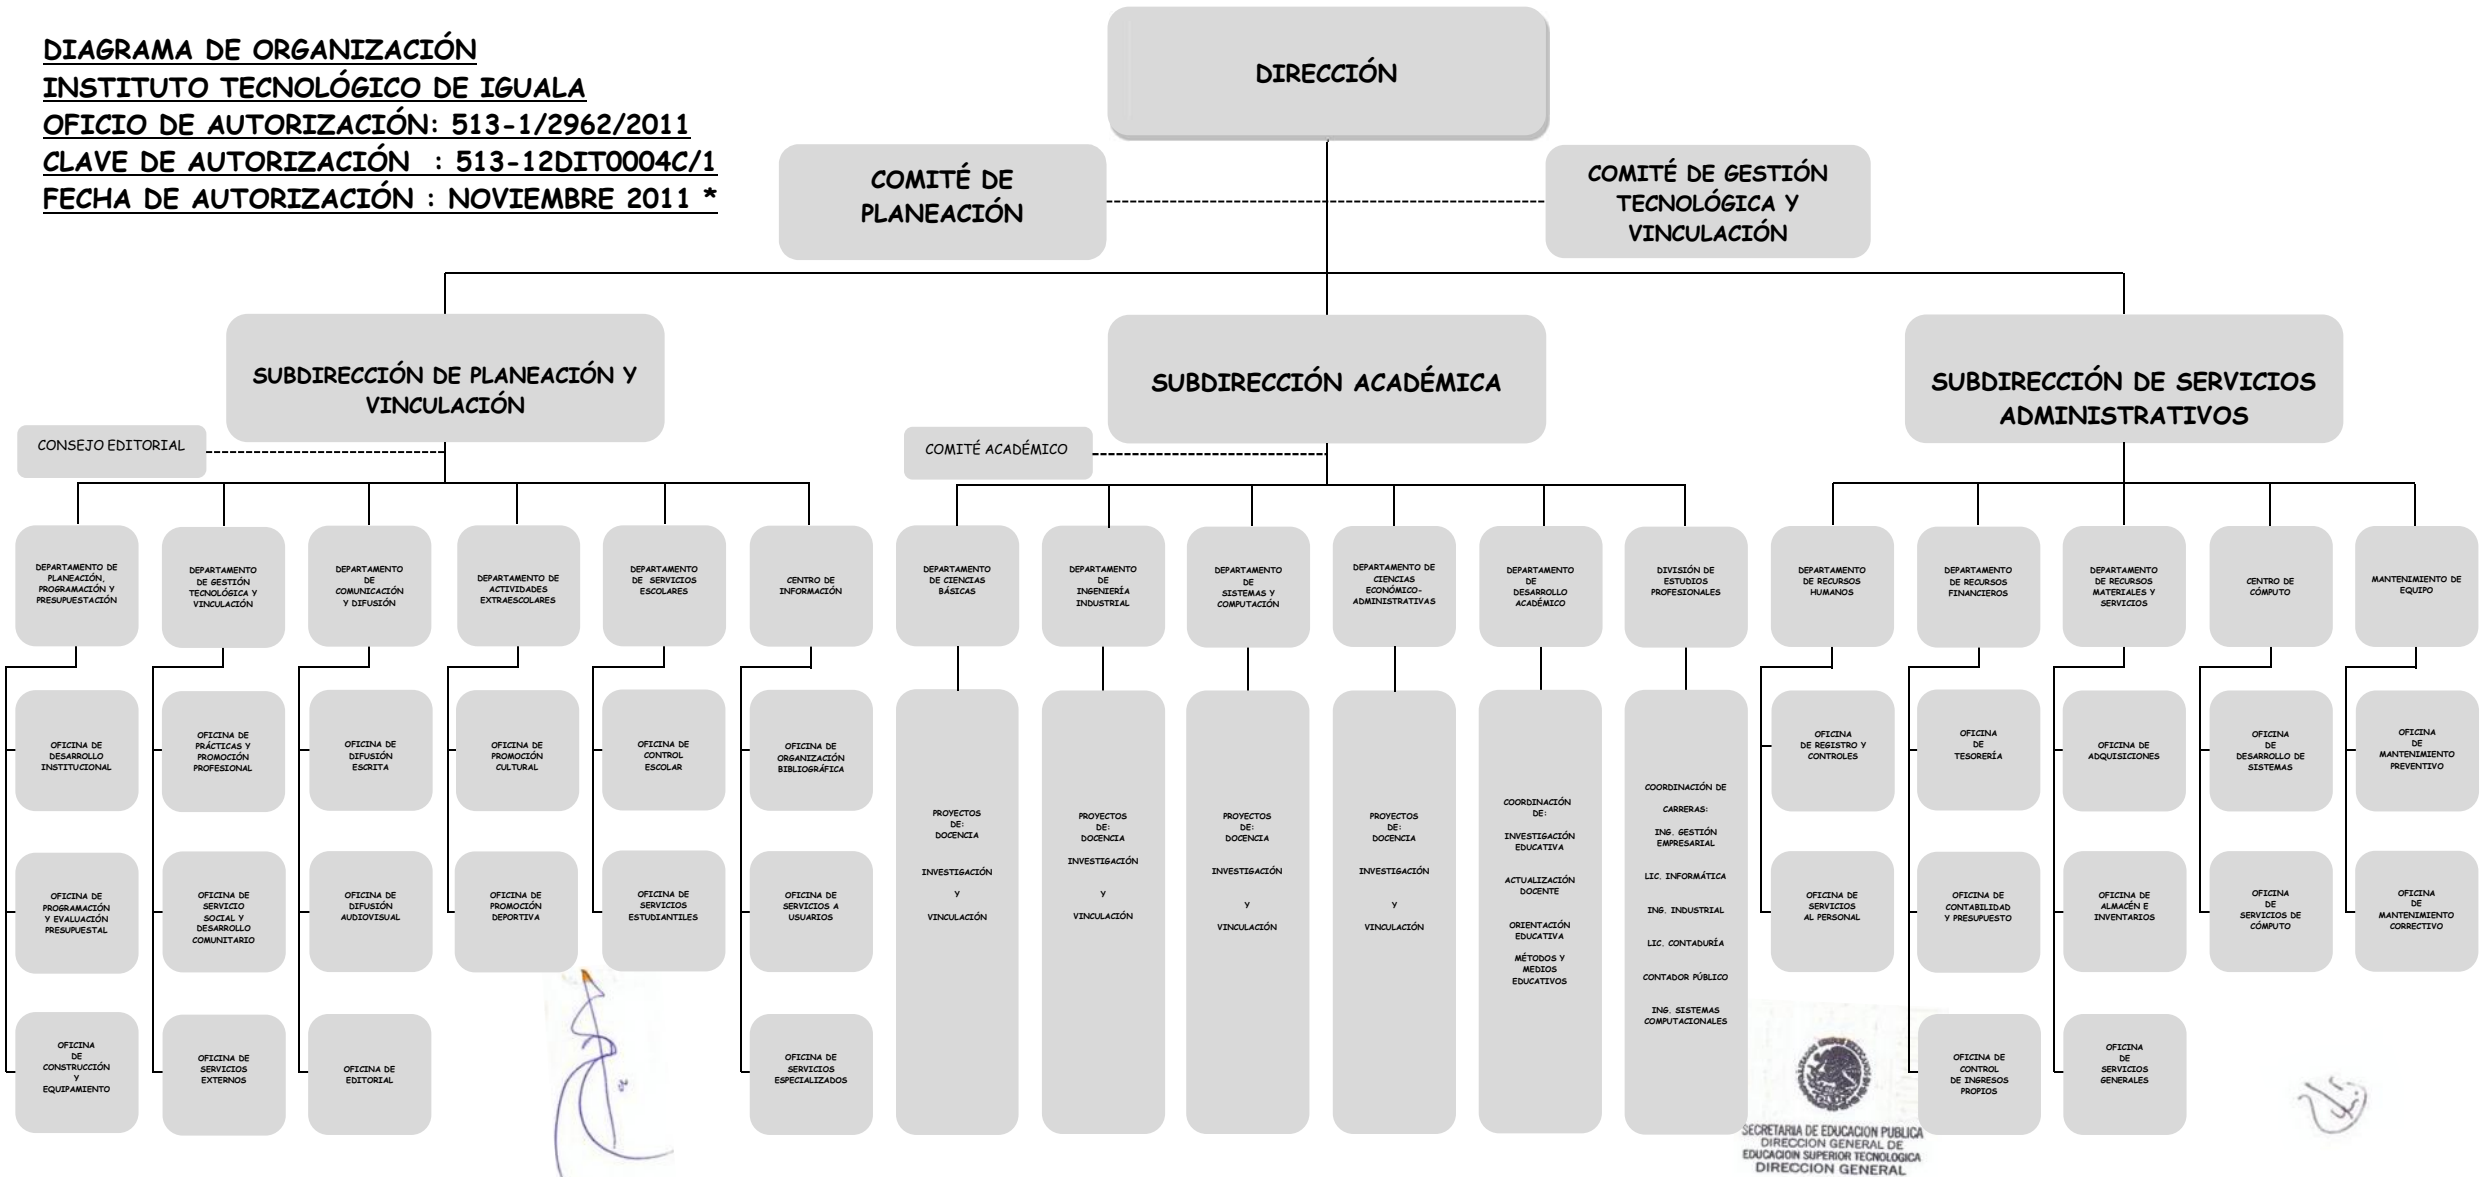 DIAGRAMA DE ORGANIZACIÓN
INSTITUTO TECNOLÓGICO DE IGUALA
OFICIO DE AUTORIZACIÓN: 513-1/2962/2011
CLAVE DE AUTORIZACIÓN : 513-12DIT0004C/1
FECHA DE AUTORIZACIÓN : NOVIEMBRE 2011 *
DIRECCIÓN
COMITÉ DE
PLANEACIÓN
COMITÉ DE GESTIÓN
TECNOLÓGICA Y
VINCULACIÓN
SUBDIRECCIÓN DE PLANEACIÓN Y
VINCULACIÓN
SUBDIRECCIÓN ACADÉMICA
SUBDIRECCIÓN DE SERVICIOS
ADMINISTRATIVOS
CONSEJO EDITORIAL
COMITÉ ACADÉMICO
DEPARTAMENTO DE
PLANEACIÓN,
PROGRAMACIÓN Y
PRESUPUESTACIÓN
DEPARTAMENTO
DE GESTIÓN
TECNOLÓGICA Y
VINCULACIÓN
DEPARTAMENTO
DE
COMUNICACIÓN
Y DIFUSIÓN
DEPARTAMENTO DE
ACTIVIDADES
EXTRAESCOLARES
DEPARTAMENTO
DE SERVICIOS
ESCOLARES
CENTRO DE
INFORMACIÓN
DEPARTAMENTO
DE CIENCIAS
BÁSICAS
DEPARTAMENTO
DE
INGENIERÍA
INDUSTRIAL
DEPARTAMENTO
DE
SISTEMAS Y
COMPUTACIÓN
DEPARTAMENTO DE
CIENCIAS
ECONÓMICO-
ADMINISTRATIVAS
DEPARTAMENTO
DE
DESARROLLO
ACADÉMICO
DIVISIÓN DE
ESTUDIOS
PROFESIONALES
DEPARTAMENTO
DE RECURSOS
HUMANOS
DEPARTAMENTO
DE RECURSOS
FINANCIEROS
DEPARTAMENTO
DE RECURSOS
MATERIALES Y
SERVICIOS
CENTRO DE
CÓMPUTO
MANTENIMIENTO DE
EQUIPO
OFICINA DE
DESARROLLO
INSTITUCIONAL
OFICINA DE
PRÁCTICAS Y
PROMOCIÓN
PROFESIONAL
OFICINA DE
DIFUSIÓN
ESCRITA
OFICINA DE
PROMOCIÓN
CULTURAL
OFICINA DE
CONTROL
ESCOLAR
OFICINA DE
ORGANIZACIÓN
BIBLIOGRÁFICA
PROYECTOS
DE:
DOCENCIA
INVESTIGACIÓN
Y
VINCULACIÓN
PROYECTOS
DE:
DOCENCIA
INVESTIGACIÓN
Y
VINCULACIÓN
PROYECTOS
DE:
DOCENCIA
INVESTIGACIÓN
Y
VINCULACIÓN
PROYECTOS
DE:
DOCENCIA
INVESTIGACIÓN
Y
VINCULACIÓN
COORDINACIÓN
DE:
INVESTIGACIÓN
EDUCATIVA
ACTUALIZACIÓN
DOCENTE
ORIENTACIÓN
EDUCATIVA
MÉTODOS Y
MEDIOS
EDUCATIVOS
COORDINACIÓN DE
CARRERAS:
ING. GESTIÓN
EMPRESARIAL
LIC. INFORMÁTICA
ING. INDUSTRIAL
LIC. CONTADURÍA
CONTADOR PÚBLICO
ING. SISTEMAS
COMPUTACIONALES
OFICINA
DE REGISTRO Y
CONTROLES
OFICINA
DE
TESORERÍA
OFICINA DE
ADQUISICIONES
OFICINA
DE
DESARROLLO DE
SISTEMAS
OFICINA
DE
MANTENIMIENTO
PREVENTIVO
OFICINA DE
PROGRAMACIÓN
Y EVALUACIÓN
PRESUPUESTAL
OFICINA DE
SERVICIO
SOCIAL Y
DESARROLLO
COMUNITARIO
OFICINA DE
DIFUSIÓN
AUDIOVISUAL
OFICINA DE
PROMOCIÓN
DEPORTIVA
OFICINA DE
SERVICIOS
ESTUDIANTILES
OFICINA DE
SERVICIOS A
USUARIOS
OFICINA DE
SERVICIOS
AL PERSONAL
OFICINA DE
CONTABILIDAD
Y PRESUPUESTO
OFICINA DE
ALMACÉN E
INVENTARIOS
OFICINA
DE
SERVICIOS DE
CÓMPUTO
OFICINA
DE
MANTENIMIENTO
CORRECTIVO
OFICINA
DE
CONSTRUCCIÓN
Y
EQUIPAMIENTO
OFICINA DE
SERVICIOS
EXTERNOS
OFICINA DE
EDITORIAL
OFICINA DE
SERVICIOS
ESPECIALIZADOS
OFICINA DE
CONTROL
DE INGRESOS
PROPIOS
OFICINA
DE
SERVICIOS
GENERALES
SECRETARIA DE EDUCACION PUBLICA
DIRECCION GENERAL DE
EDUCACION SUPERIOR TECNOLOGICA
DIRECCION GENERAL